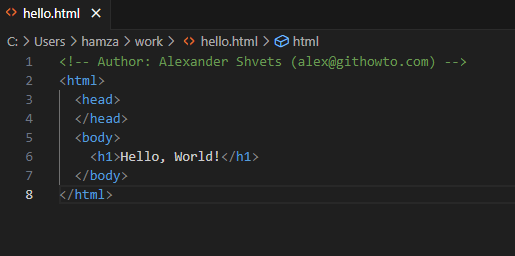 hello.html
C: > Users > hamza > work > hello.html > html
1 <!-- Author: Alexander Shvets (alex@githowto.com) -->
2 <html>
3   <head>
4   </head>
5   <body>
6     <h1>Hello, World!</h1>
7   </body>
8 </html>